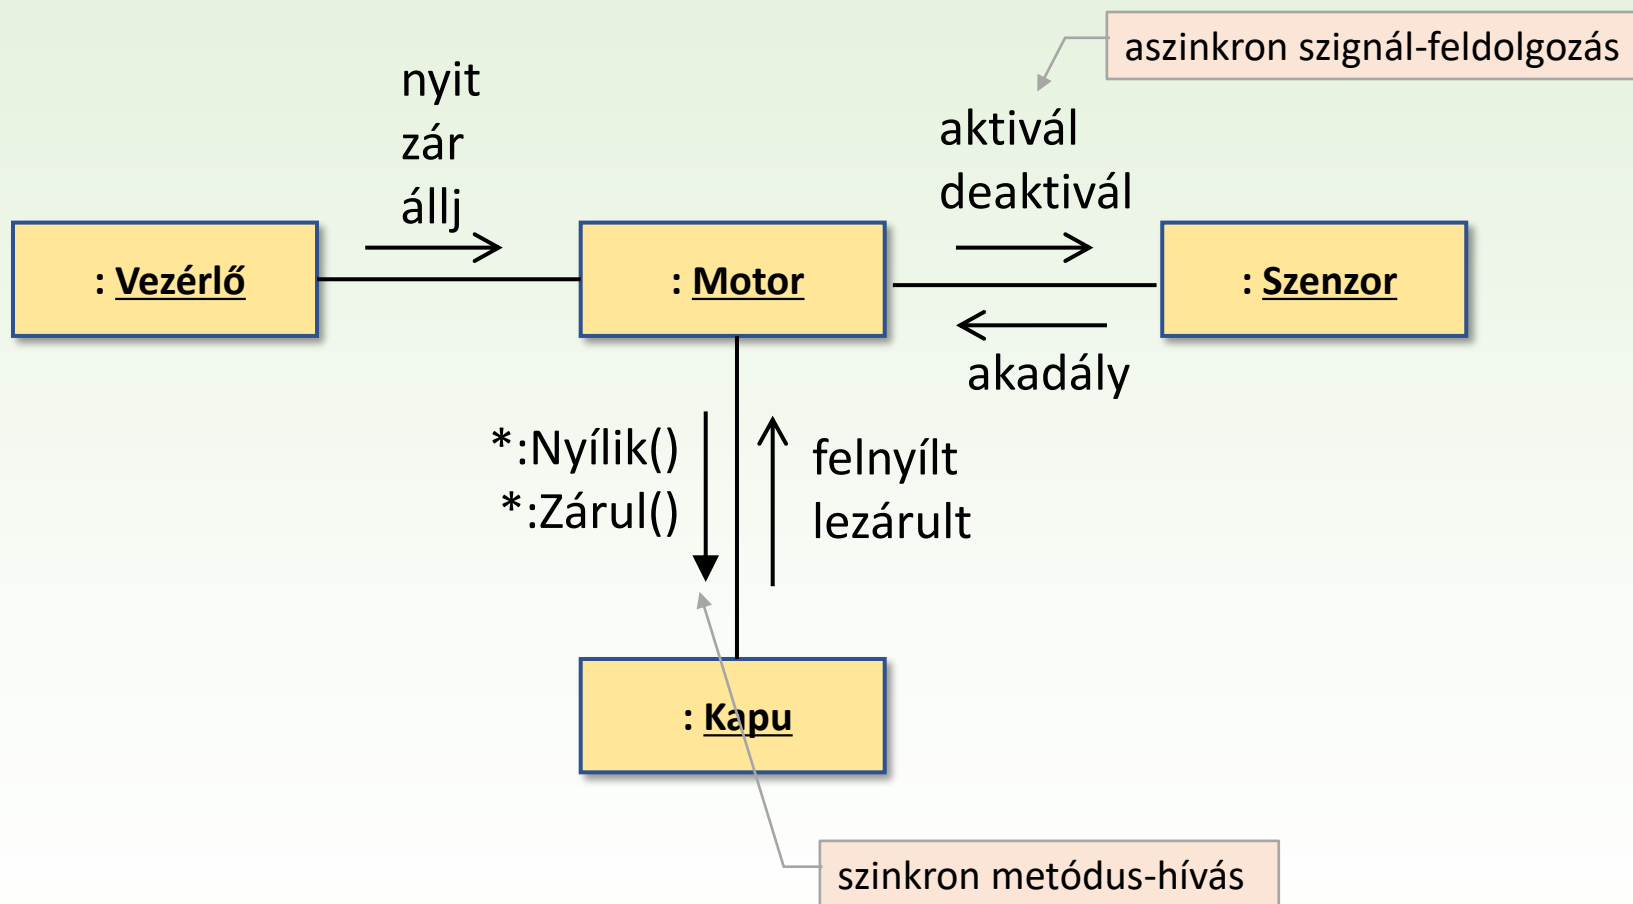 aszinkron szignál-feldolgozás
nyit
zár
állj
aktivál
deaktivál
: Vezérlő
: Motor
: Szenzor
akadály
*:Nyílik()
*:Zárul()
felnyílt
lezárult
: Kapu
szinkron metódus-hívás